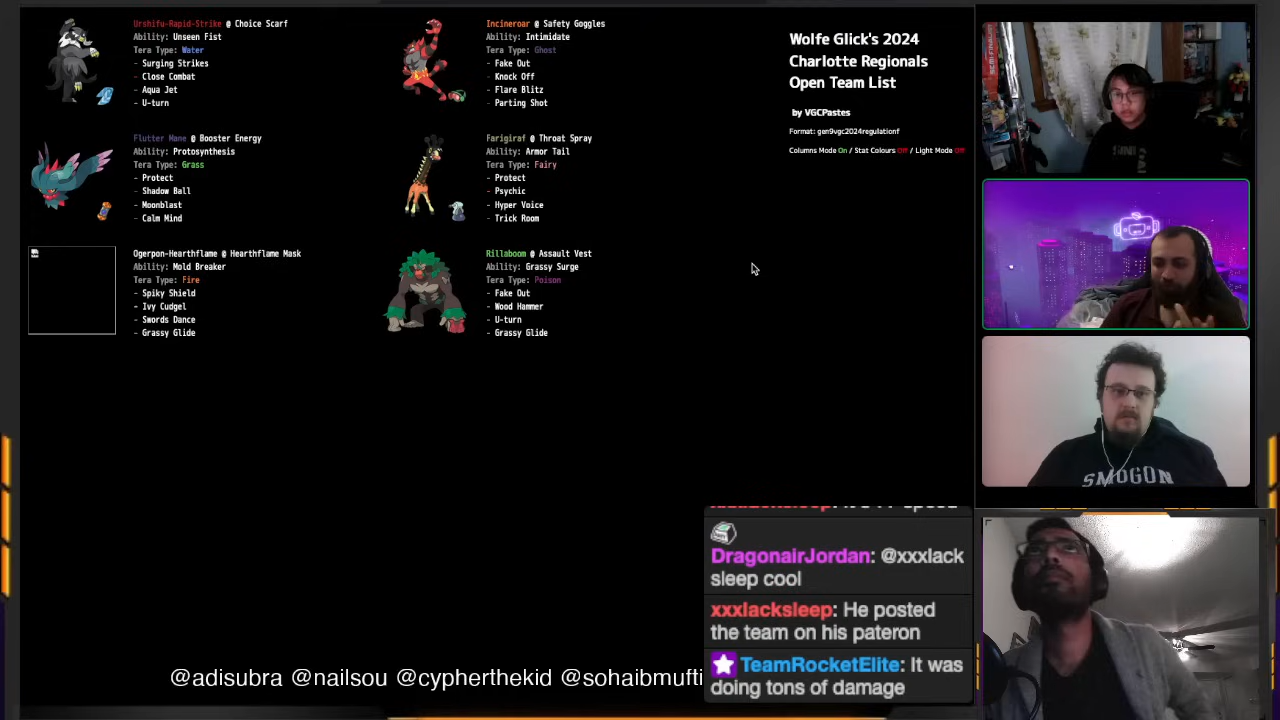 Urshifu-Rapid-Strike @ Choice Scarf
Ability: Unseen Fist
Tera Type: Water
- Surging Strikes
- Close Combat
- Aqua Jet
- U-turn
Incineroar @ Safety Goggles
Ability: Intimidate
Tera Type: Ghost
- Fake Out
- Knock Off
- Flare Blitz
- Parting Shot
Flutter Mane @ Booster Energy
Ability: Protosynthesis
Tera Type: Grass
- Protect
- Shadow Ball
- Moonblast
- Calm Mind
Farigiraf @ Throat Spray
Ability: Armor Tail
Tera Type: Fairy
- Protect
- Psychic
- Hyper Voice
- Trick Room
Ogerpon-Hearthflame @ Hearthflame Mask
Ability: Mold Breaker
Tera Type: Fire
- Spiky Shield
- Ivy Cudgel
- Swords Dance
- Grassy Glide
Rillaboom @ Assault Vest
Ability: Grassy Surge
Tera Type: Poison
- Fake Out
- Wood Hammer
- U-turn
- Grassy Glide
Wolfe Glick's 2024
Charlotte Regionals
Open Team List
by VGCPastes
Format: gen9vgc2024regulationf
Columns Mode On / Stat Colours Off / Light Mode Off
SMOGON
DragonairJordan: @xxxlack
sleep cool
xxxlacksleep: He posted
the team on his pateron
TeamRocketElite: It was
doing tons of damage
@adisubra @nailsou @cypherthekid @sohaibmufti